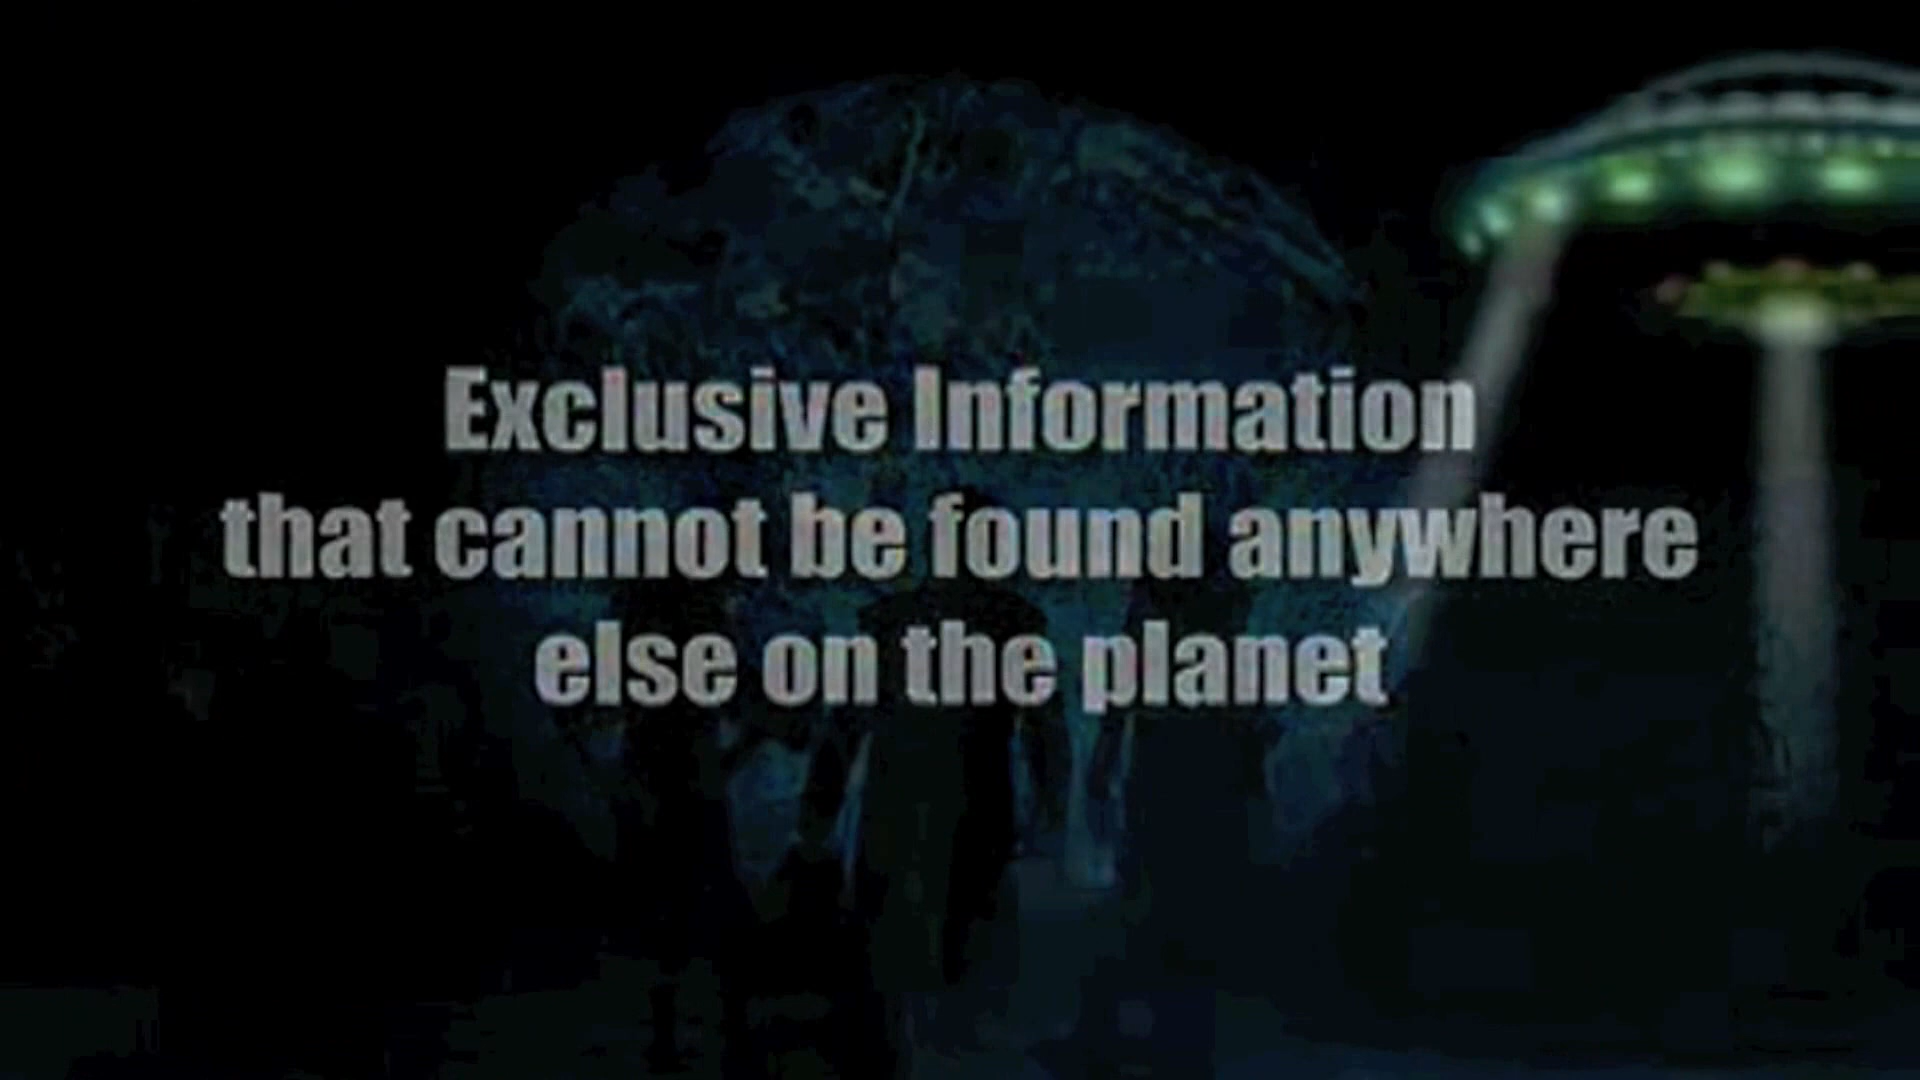 Exclusive Information
that cannot be found anywhere
else on the planet